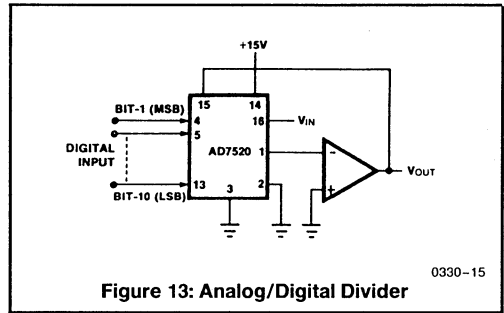 +15V
BIT-1 (MSB)
15
14
4
16
VIN
5
DIGITAL
INPUT
AD7520
1
-
VOUT
+
BIT-10 (LSB)
13
3
2
0330-15
Figure 13: Analog/Digital Divider